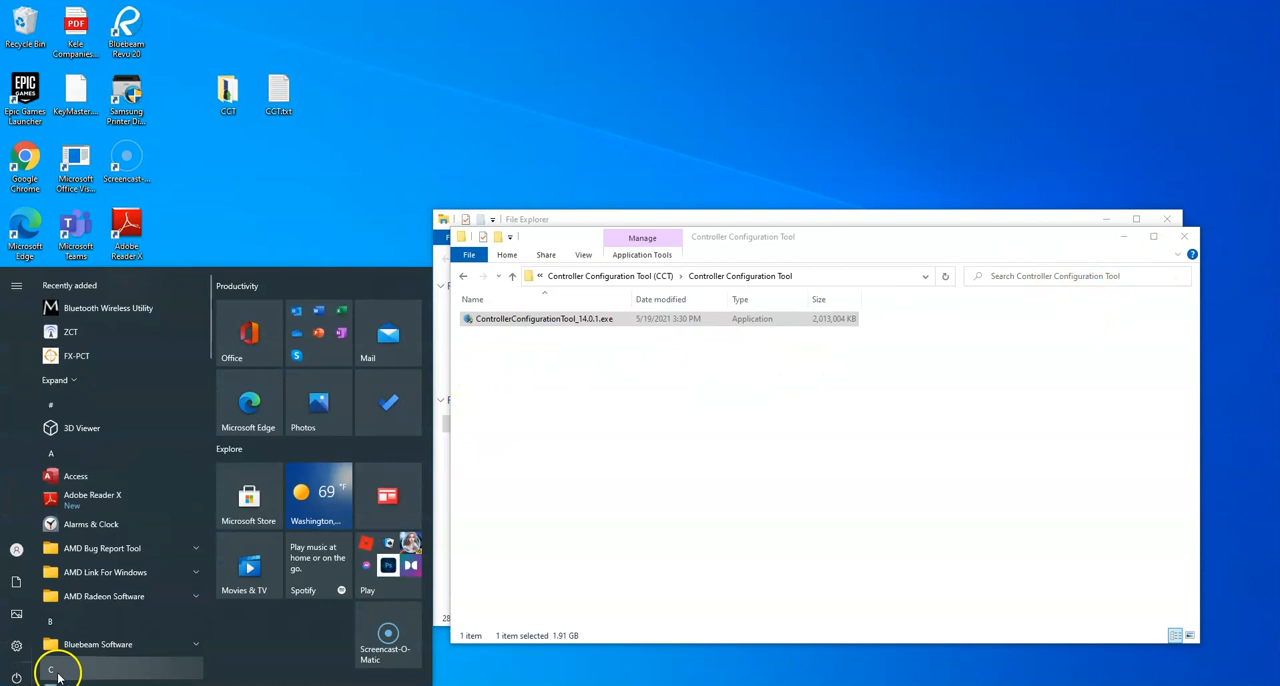 Recycle Bin
PDF
Kele
Companies...
Bluebeam
Revu 20
EPIC
GAMES
Epic Games
Launcher
KeyMaster....
Samsung
Printer Di...
CCT
CCT.txt
Google
Chrome
Microsoft
Office Vis...
Screencast-...
Microsoft
Edge
Microsoft
Teams
Adobe
Reader X
Recently added
Bluetooth Wireless Utility
ZCT
FX-PCT
Expand
#
3D Viewer
A
Access
Adobe Reader X
New
Alarms & Clock
AMD Bug Report Tool
AMD Link For Windows
AMD Radeon Software
B
Bluebeam Software
C
Productivity
Office
Mail
Microsoft Edge
Photos
Explore
Microsoft Store
69 °F
Washington,...
Movies & TV
Play music at
home or on the
go.
Spotify
Ps
Play
Screencast-O-
Matic
File Explorer
Manage
Controller Configuration Tool
File
Home
Share
View
Application Tools
« Controller Configuration Tool (CCT) › Controller Configuration Tool
Search Controller Configuration Tool
Name
Date modified
Type
Size
ControllerConfigurationTool_14.0.1.exe
5/19/2021 3:30 PM
Application
2,013,004 KB
28
1 item
1 item selected 1.91 GB